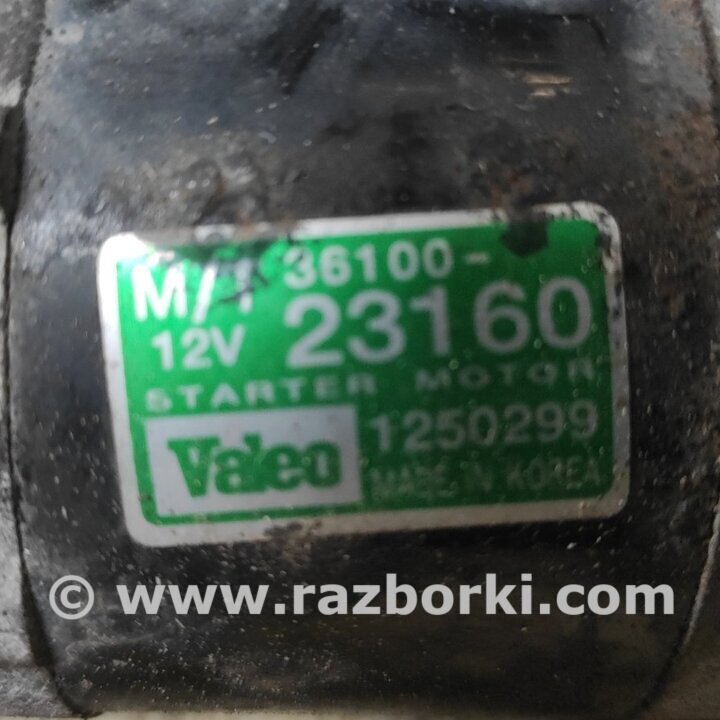 M/T 36100-
12V 23160
STARTER MOTOR
Valeo 1250299
MADE IN KOREA
© www.razborki.com